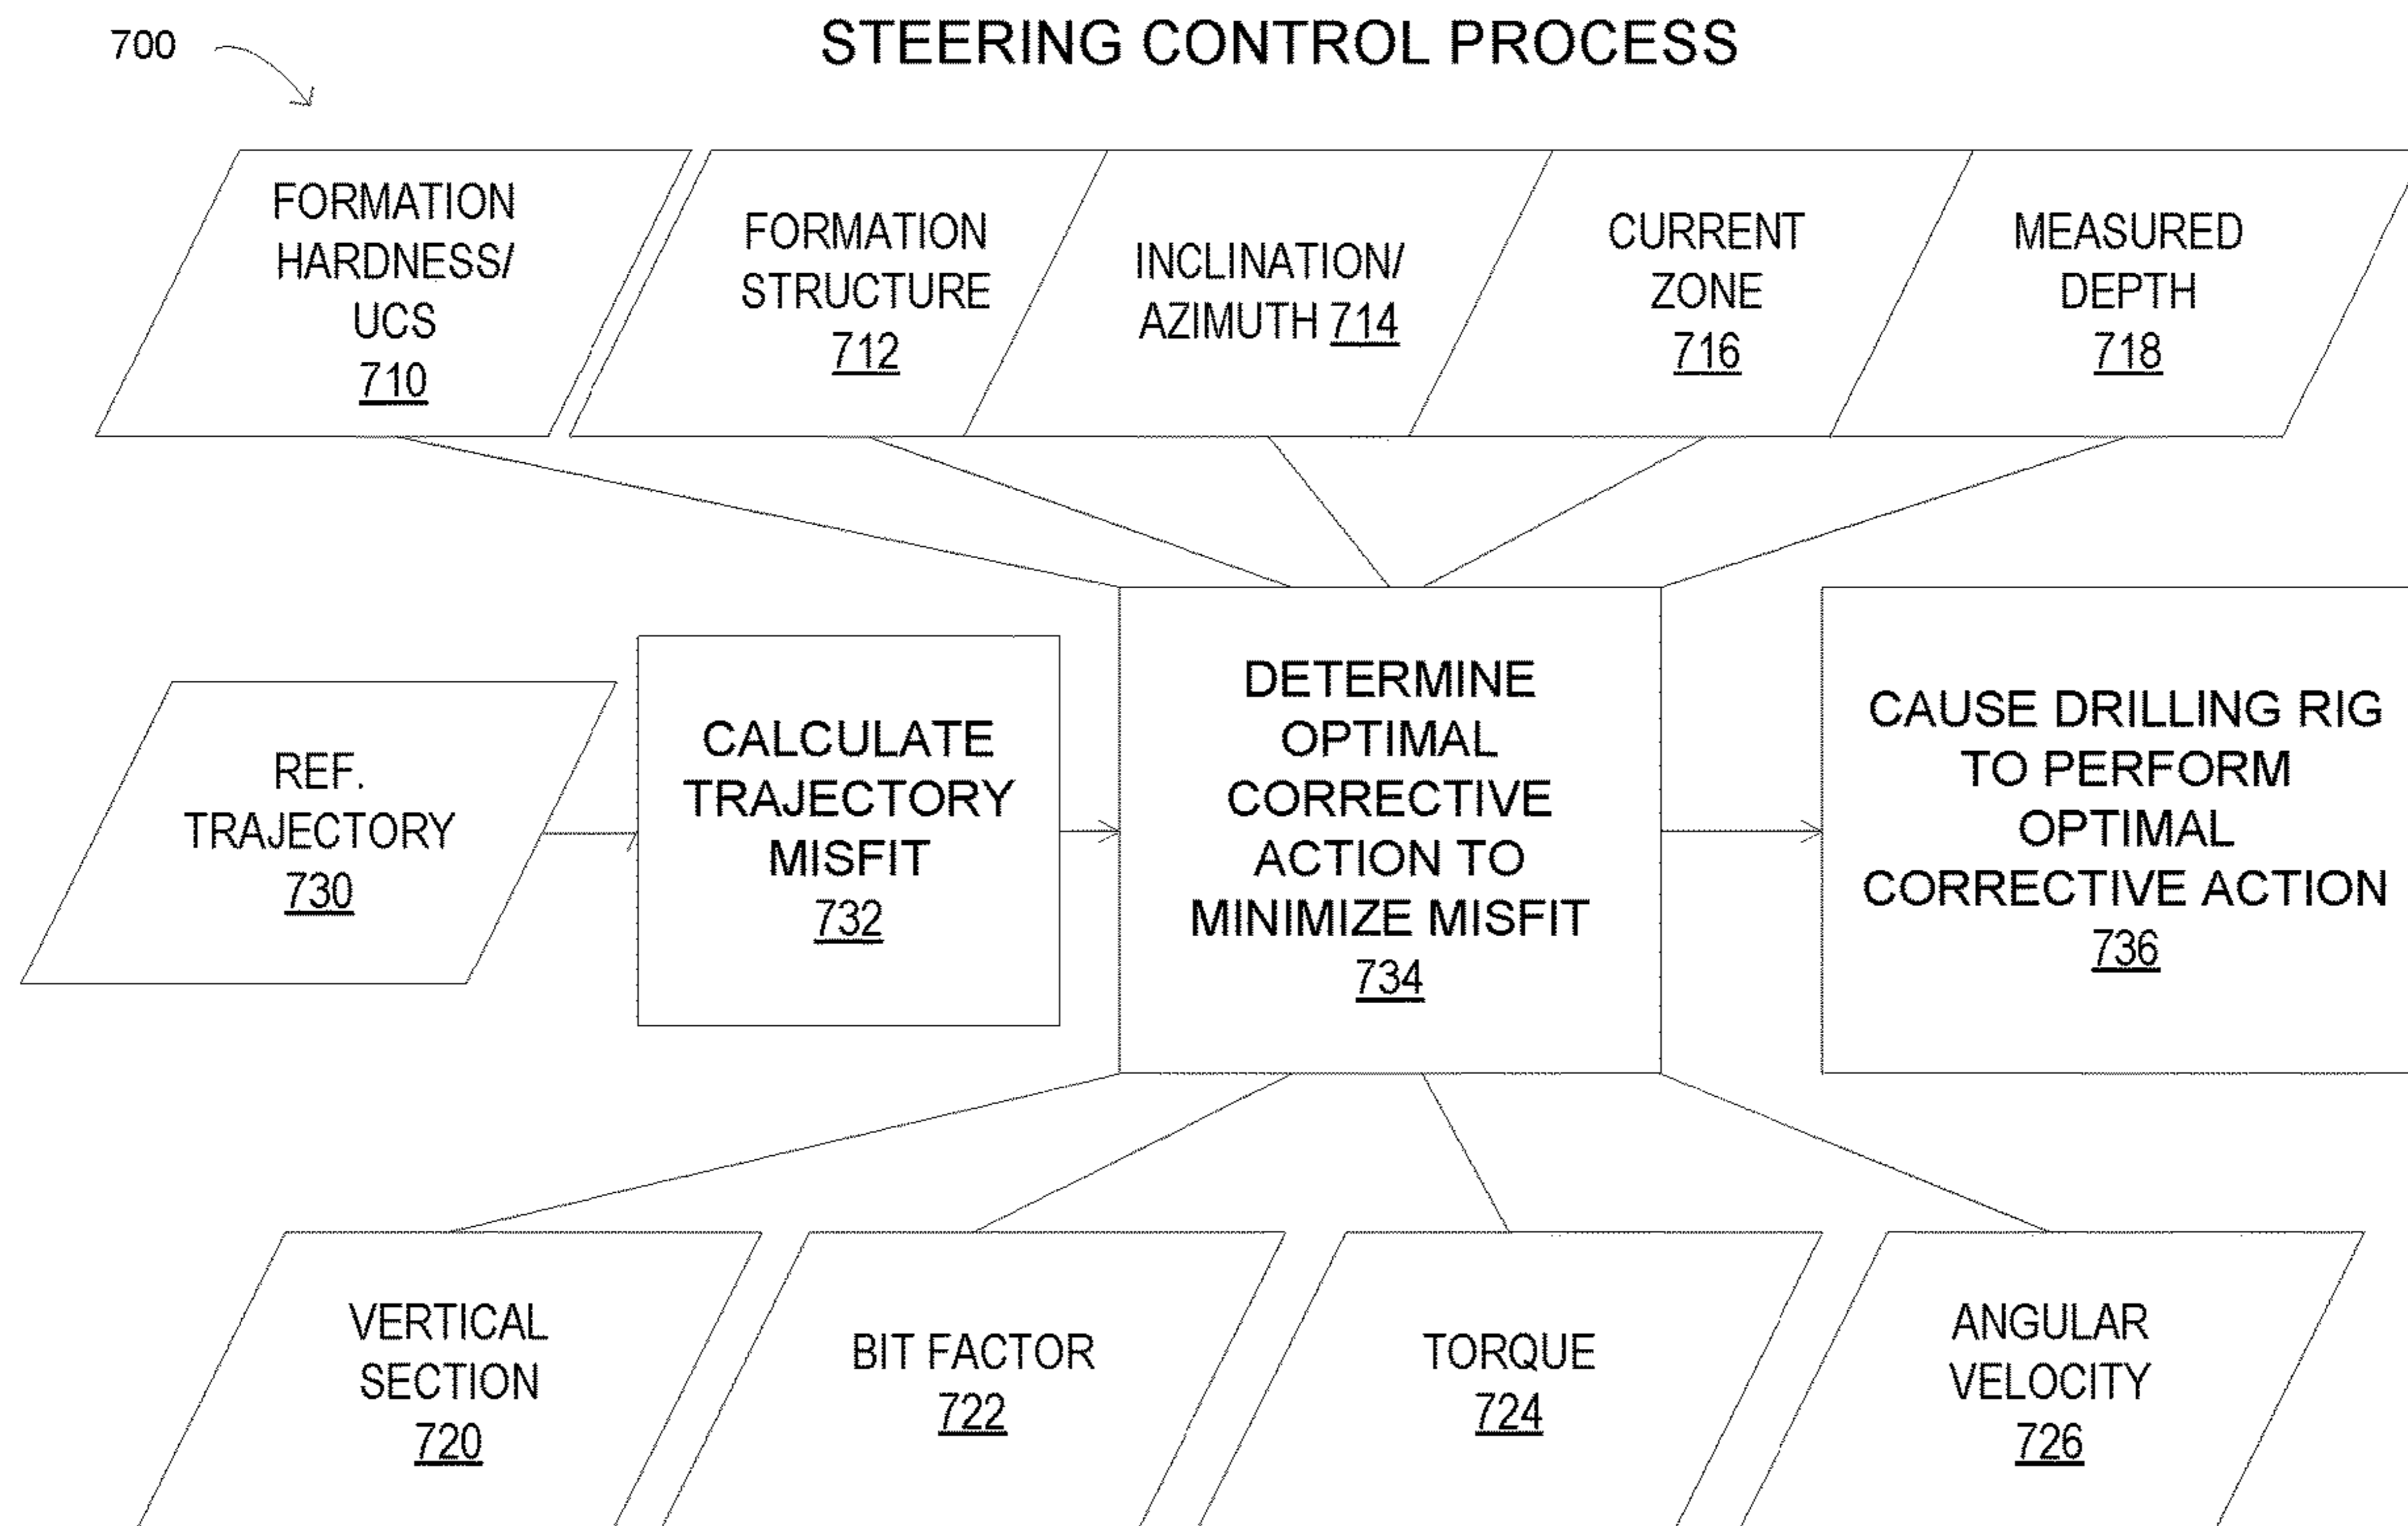 STEERING CONTROL PROCESS
700
FORMATION
HARDNESS/
UCS
710
FORMATION
STRUCTURE
712
INCLINATION/
AZIMUTH 714
CURRENT
ZONE
716
MEASURED
DEPTH
718
REF.
TRAJECTORY
730
CALCULATE
TRAJECTORY
MISFIT
732
DETERMINE
OPTIMAL
CORRECTIVE
ACTION TO
MINIMIZE MISFIT
734
CAUSE DRILLING RIG
TO PERFORM
OPTIMAL
CORRECTIVE ACTION
736
VERTICAL
SECTION
720
BIT FACTOR
722
TORQUE
724
ANGULAR
VELOCITY
726